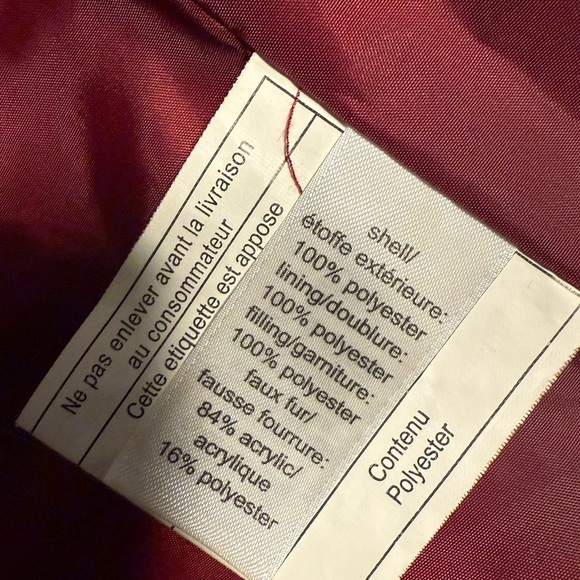 Ne pas enlever avant la livraison
au consommateur
Cette etiquette est appose
shell/
étoffe extérieure:
100% polyester
lining/doublure:
100% polyester
filling/garniture:
100% polyester
faux fur/
fausse fourrure:
84% acrylic/
acrylique
16% polyester
Contenu
Polyester